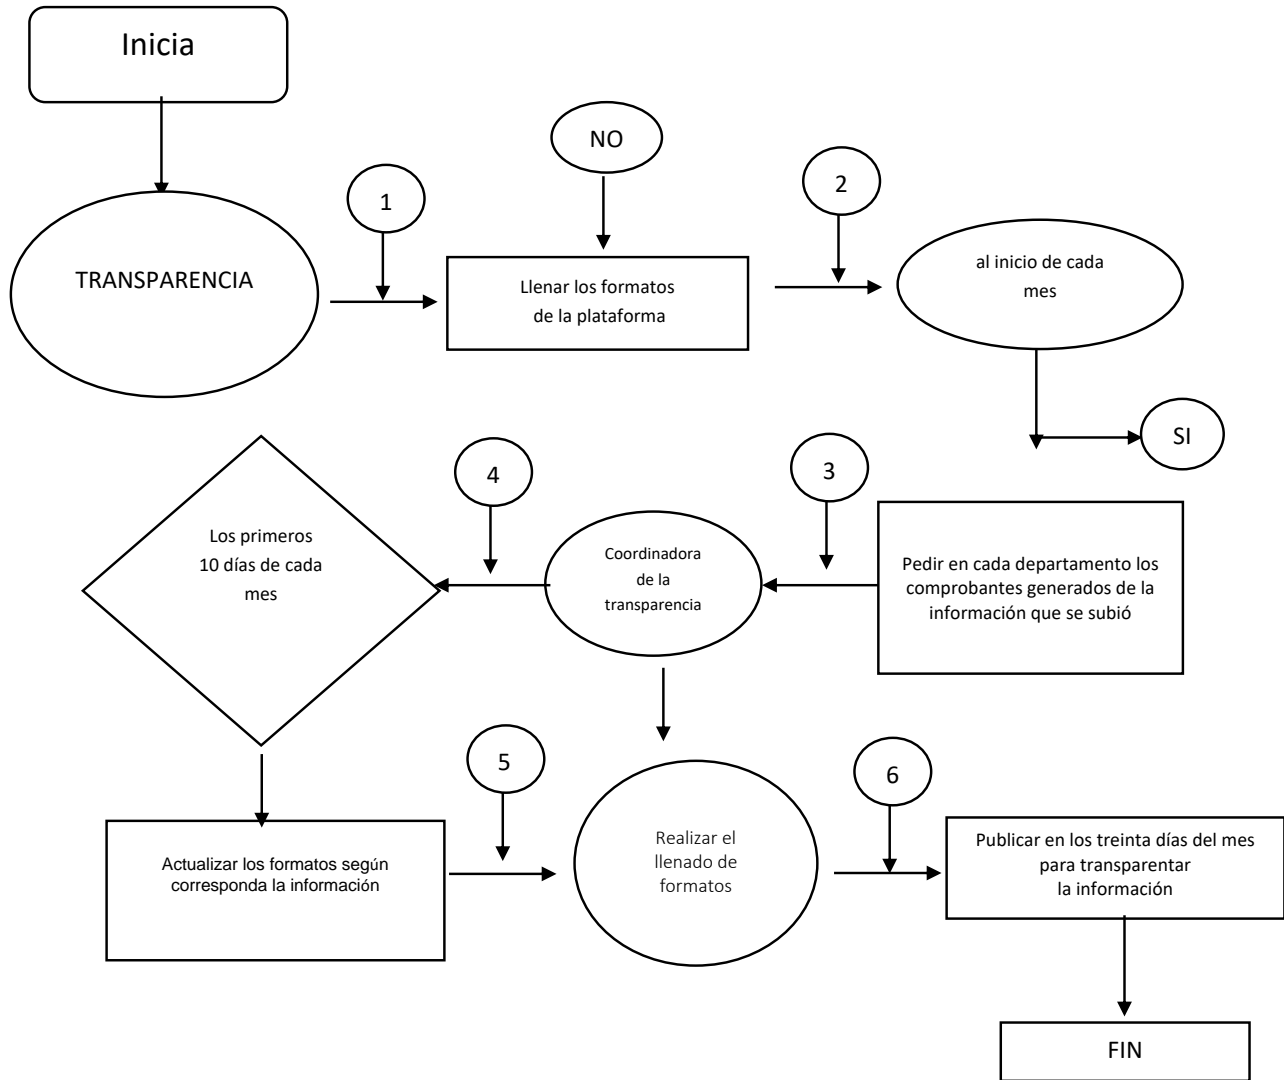 Inicia
NO
1
2
TRANSPARENCIA
Llenar los formatos
de la plataforma
al inicio de cada
mes
SI
4
3
Los primeros
10 días de cada
mes
Coordinadora
de la
transparencia
Pedir en cada departamento los
comprobantes generados de la
información que se subió
5
6
Actualizar los formatos según
corresponda la información
Realizar el
llenado de
formatos
Publicar en los treinta días del mes
para transparentar
la información
FIN